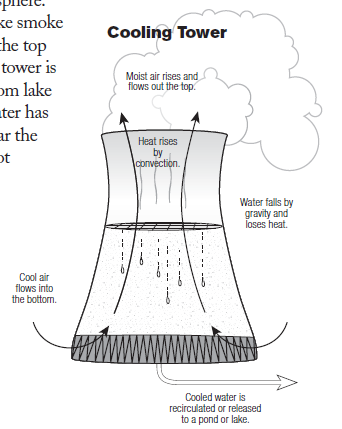 sphere.
ke smoke
the top
tower is
om lake
ater has
ar the
ot
Cooling Tower
Moist air rises and
flows out the top.
Heat rises
by
convection.
Water falls by
gravity and
loses heat.
Cool air
flows into
the bottom.
Cooled water is
recirculated or released
to a pond or lake.